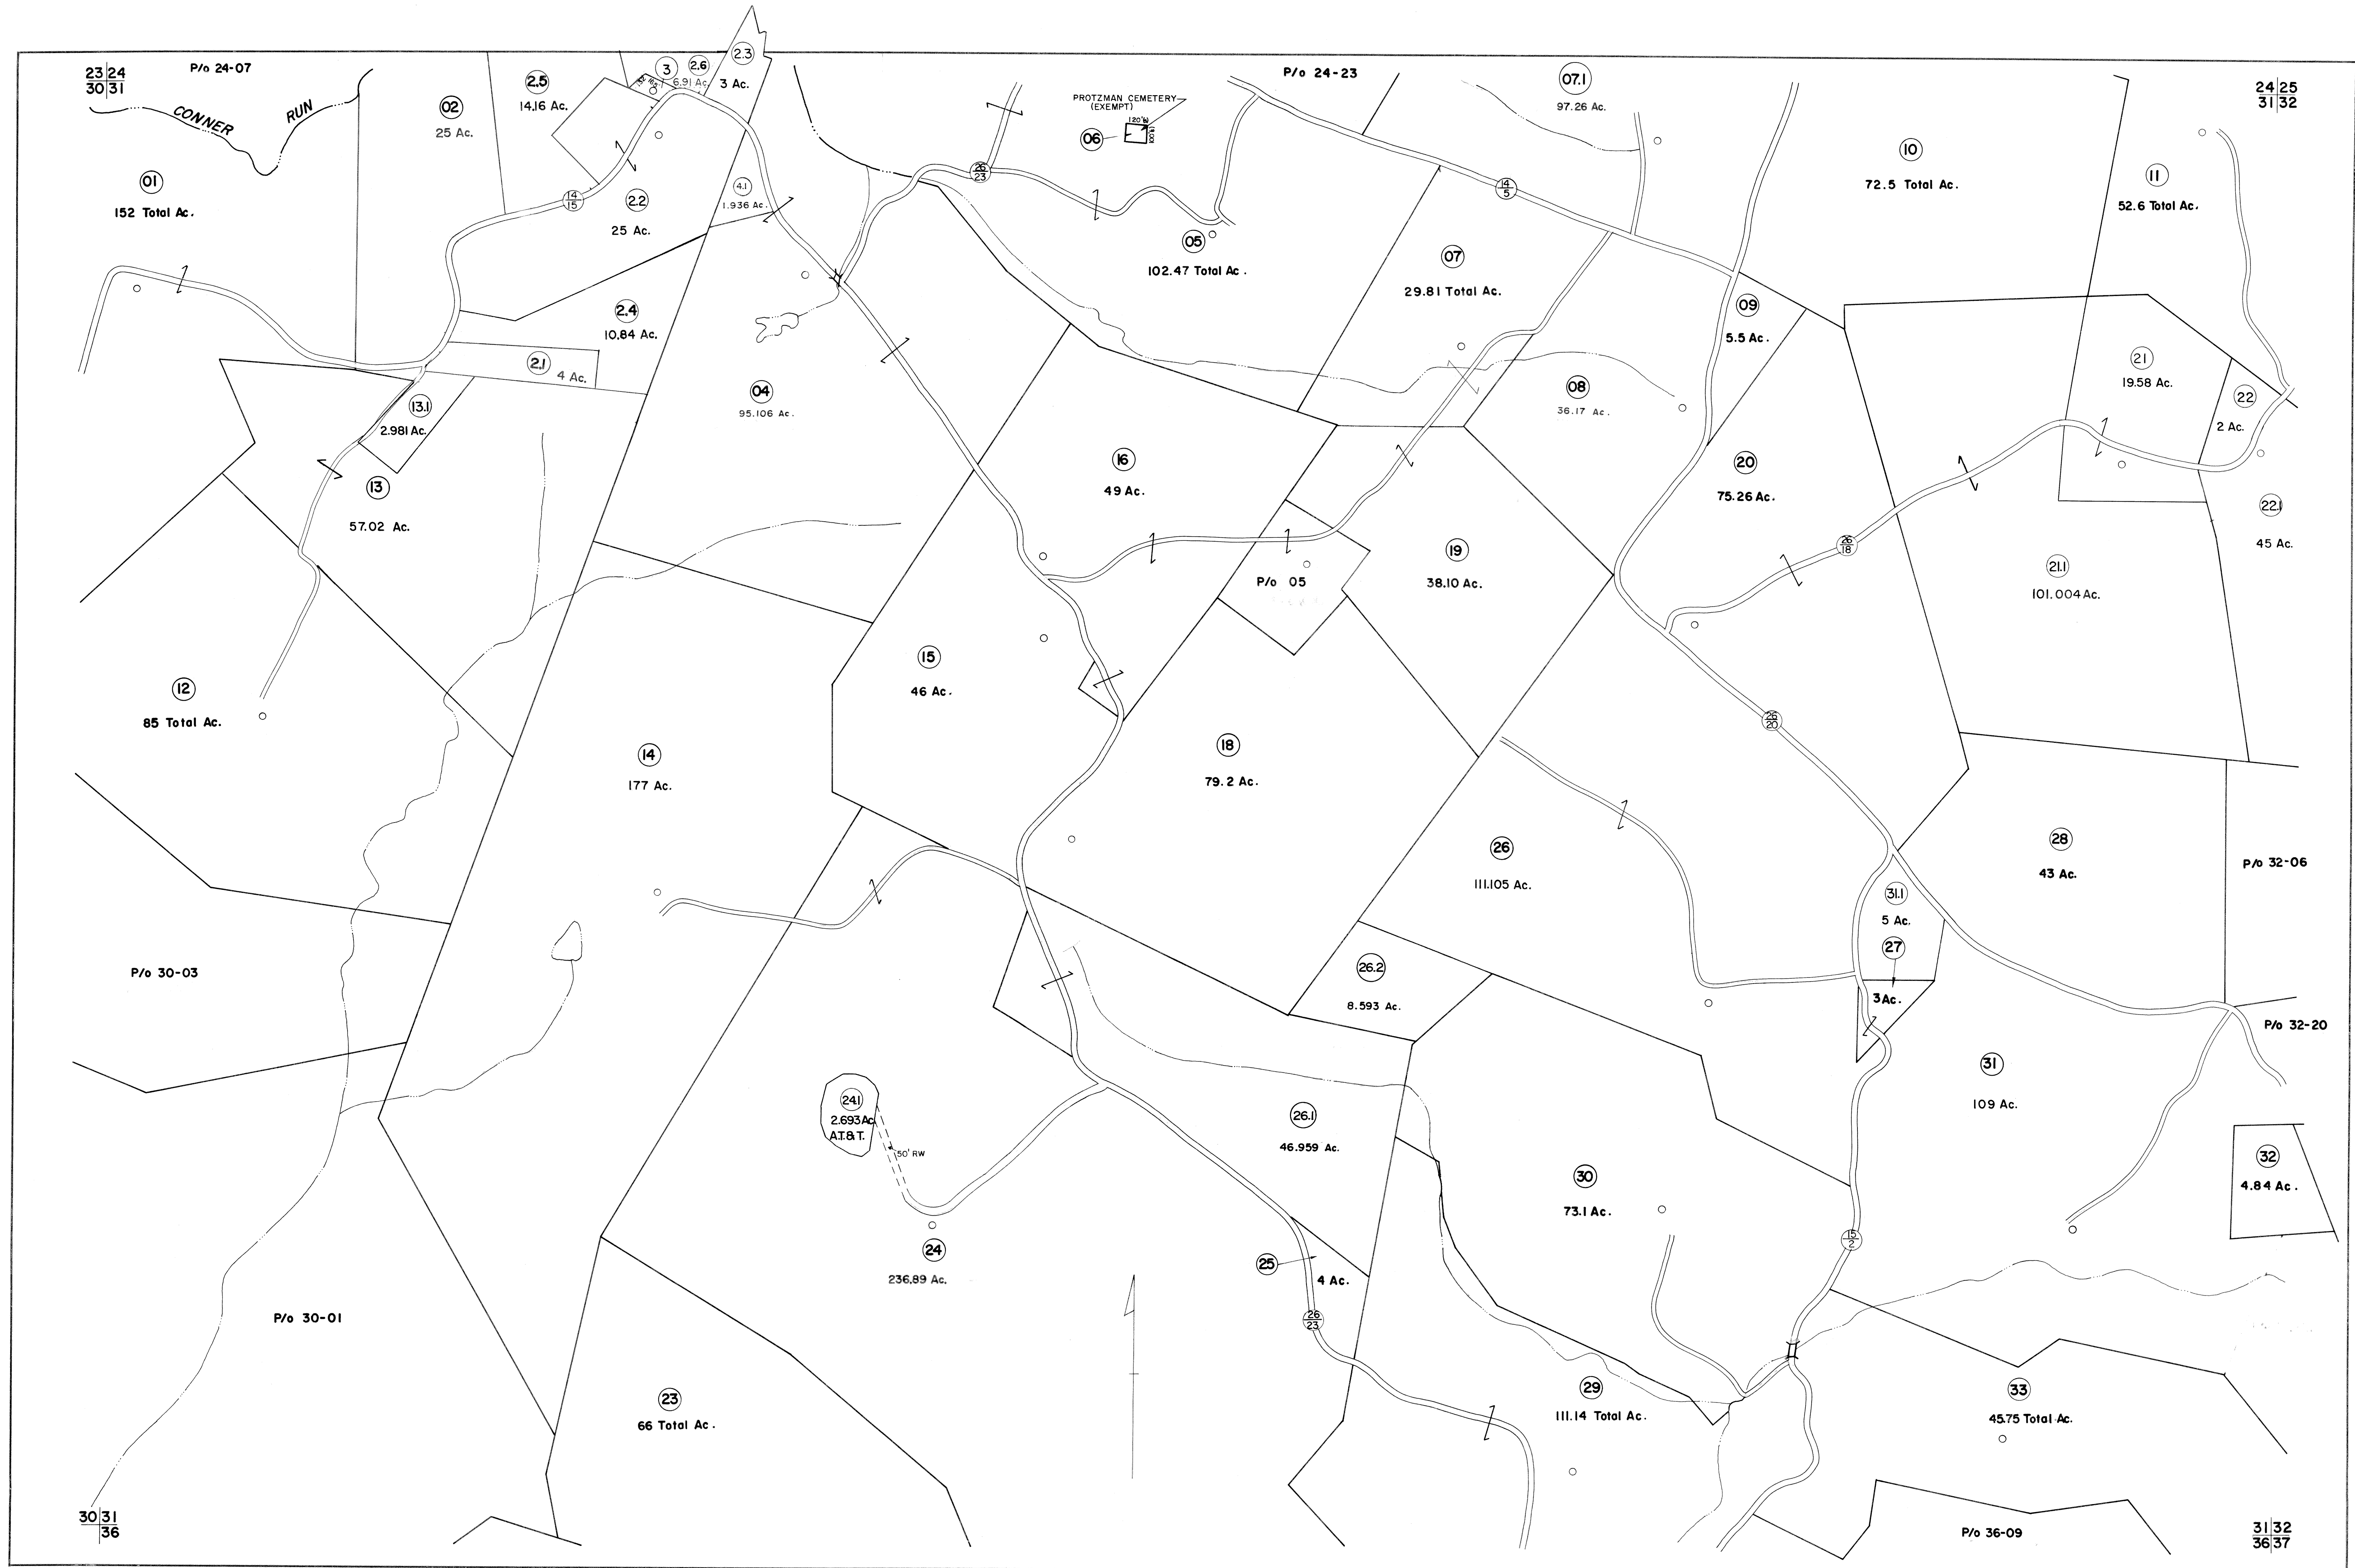 23 24
30 31
P/o 24-07
CONNER RUN
01
152 Total Ac.
02
25 Ac.
2.5
14.16 Ac.
3
2.6
6.91 Ac.
2.3
3 Ac.
14
15
2.2
25 Ac.
4.1
1.936 Ac.
2.4
10.84 Ac.
2.1
4 Ac.
13.1
2.981 Ac.
13
57.02 Ac.
04
95.106 Ac.
26
23
PROTZMAN CEMETERY
(EXEMPT)
06
120'
P/o 24-23
05
102.47 Total Ac.
07.1
97.26 Ac.
14
5
07
29.81 Total Ac.
08
36.17 Ac.
09
5.5 Ac.
10
72.5 Total Ac.
24 25
31 32
11
52.6 Total Ac.
21
19.58 Ac.
22
2 Ac.
22.1
45 Ac.
16
49 Ac.
P/o 05
19
38.10 Ac.
20
75.26 Ac.
26
18
21.1
101.004 Ac.
12
85 Total Ac.
14
177 Ac.
15
46 Ac.
18
79.2 Ac.
26
20
26
111.105 Ac.
28
43 Ac.
P/o 32-06
31.1
5 Ac.
27
3 Ac.
P/o 30-03
26.2
8.593 Ac.
P/o 32-20
31
109 Ac.
24.1
2.693 Ac.
A.T.&T.
50' RW
26.1
46.959 Ac.
30
73.1 Ac.
32
4.84 Ac.
15
2
24
236.89 Ac.
25
4 Ac.
26
23
P/o 30-01
23
66 Total Ac.
29
111.14 Total Ac.
33
45.75 Total Ac.
30 31
36
P/o 36-09
31 32
36 37